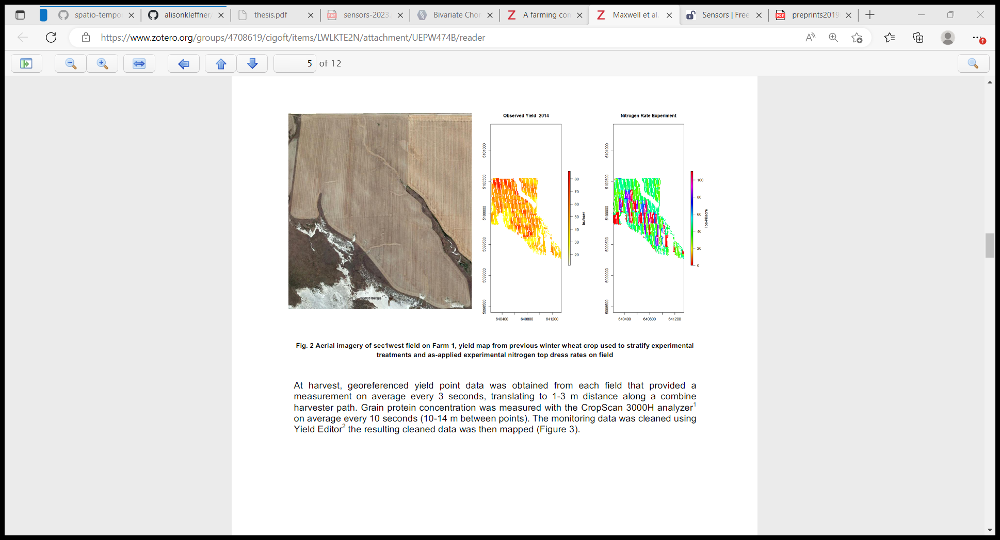 spatio-tempo
alisonkleffner
thesis.pdf
sensors-2023
Bivariate Chor
A farming con
Maxwell et al.
Sensors | Free
preprints2019
https://www.zotero.org/groups/4708619/cigoft/items/LWLKTE2N/attachment/UEPW474B/reader
5 of 12
Observed Yield 2014
5101000
5100500
5100000
5099500
5099000
5098500
640400 640800 641200
80
70
60
50
40
30
20
bu/acre
Nitrogen Rate Experiment
5101000
5100500
5100000
5099500
5099000
5098500
640400 640800 641200
100
80
60
40
20
0
lbs-N/acre
Fig. 2 Aerial imagery of sec1west field on Farm 1, yield map from previous winter wheat crop used to stratify experimental
treatments and as-applied experimental nitrogen top dress rates on field
At harvest, georeferenced yield point data was obtained from each field that provided a
measurement on average every 3 seconds, translating to 1-3 m distance along a combine
harvester path. Grain protein concentration was measured with the CropScan 3000H analyzer1
on average every 10 seconds (10-14 m between points). The monitoring data was cleaned using
Yield Editor2 the resulting cleaned data was then mapped (Figure 3).